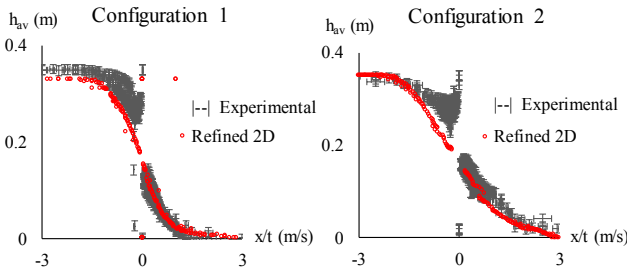 Configuration 1
h_av (m)
0.4
0.2
0
-3
0
3
x/t (m/s)
|--| Experimental
Refined 2D
Configuration 2
h_av (m)
0.4
0.2
0
-3
0
3
x/t (m/s)
|--| Experimental
Refined 2D